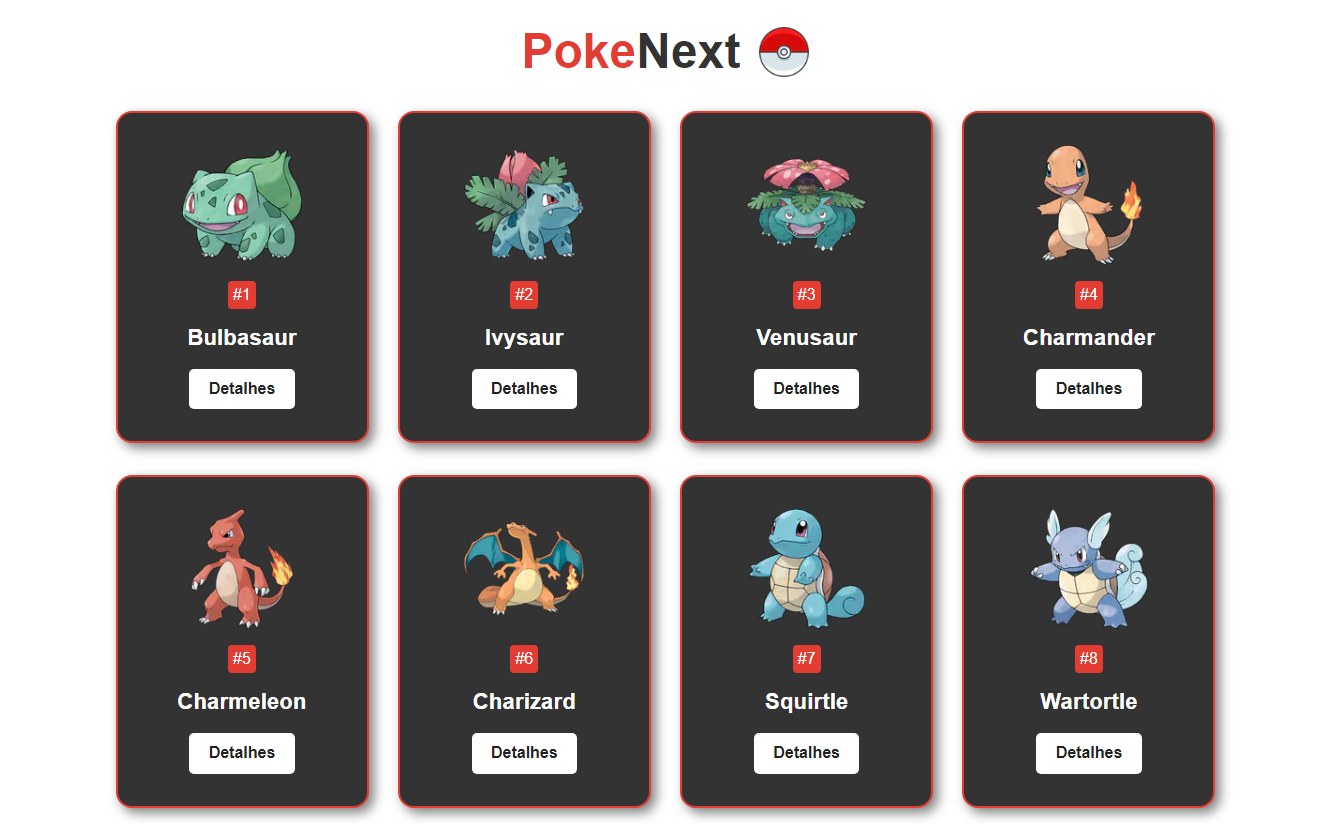 PokeNext
#1
Bulbasaur
Detalhes
#2
Ivysaur
Detalhes
#3
Venusaur
Detalhes
#4
Charmander
Detalhes
#5
Charmeleon
Detalhes
#6
Charizard
Detalhes
#7
Squirtle
Detalhes
#8
Wartortle
Detalhes